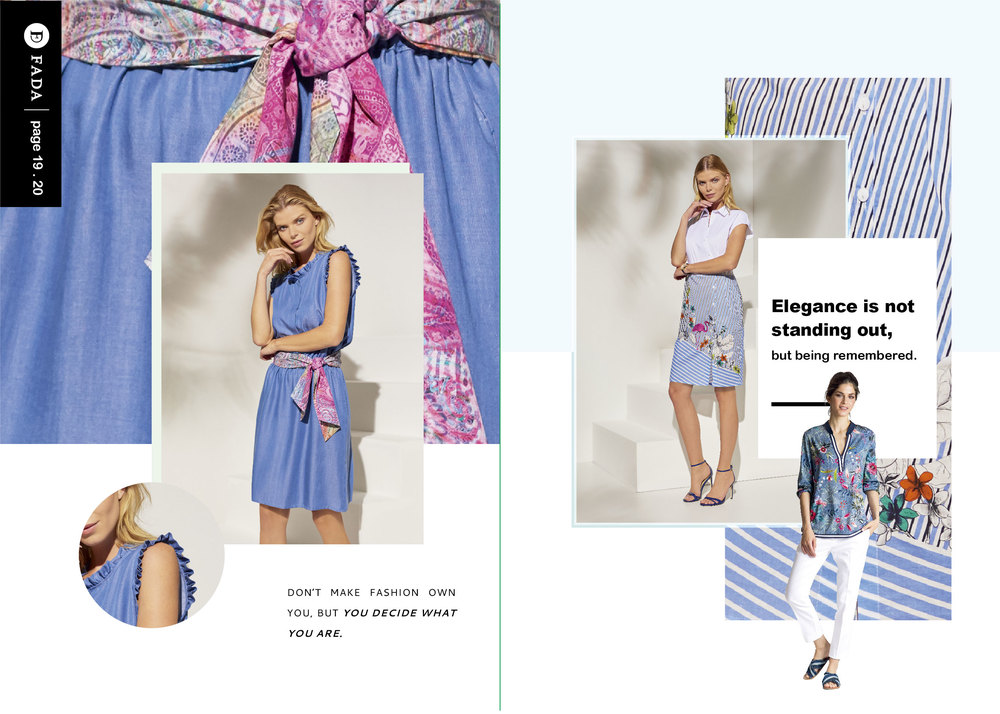 FADA
page 19 . 20
DON'T MAKE FASHION OWN
YOU, BUT YOU DECIDE WHAT
YOU ARE.
Elegance is not
standing out,
but being remembered.